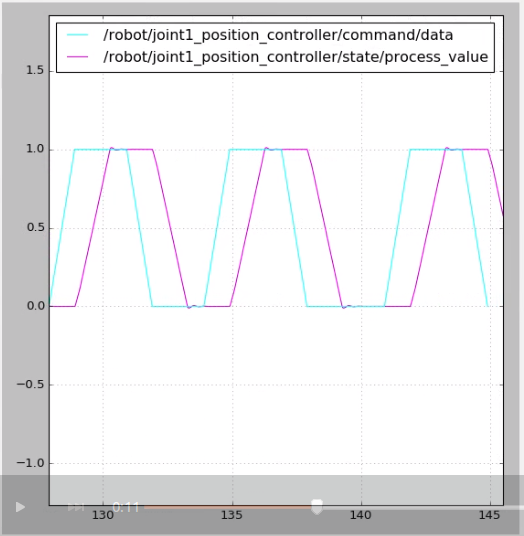 /robot/joint1_position_controller/command/data
/robot/joint1_position_controller/state/process_value
1.5
1.0
0.5
0.0
−0.5
−1.0
0:11
130 135 140 145